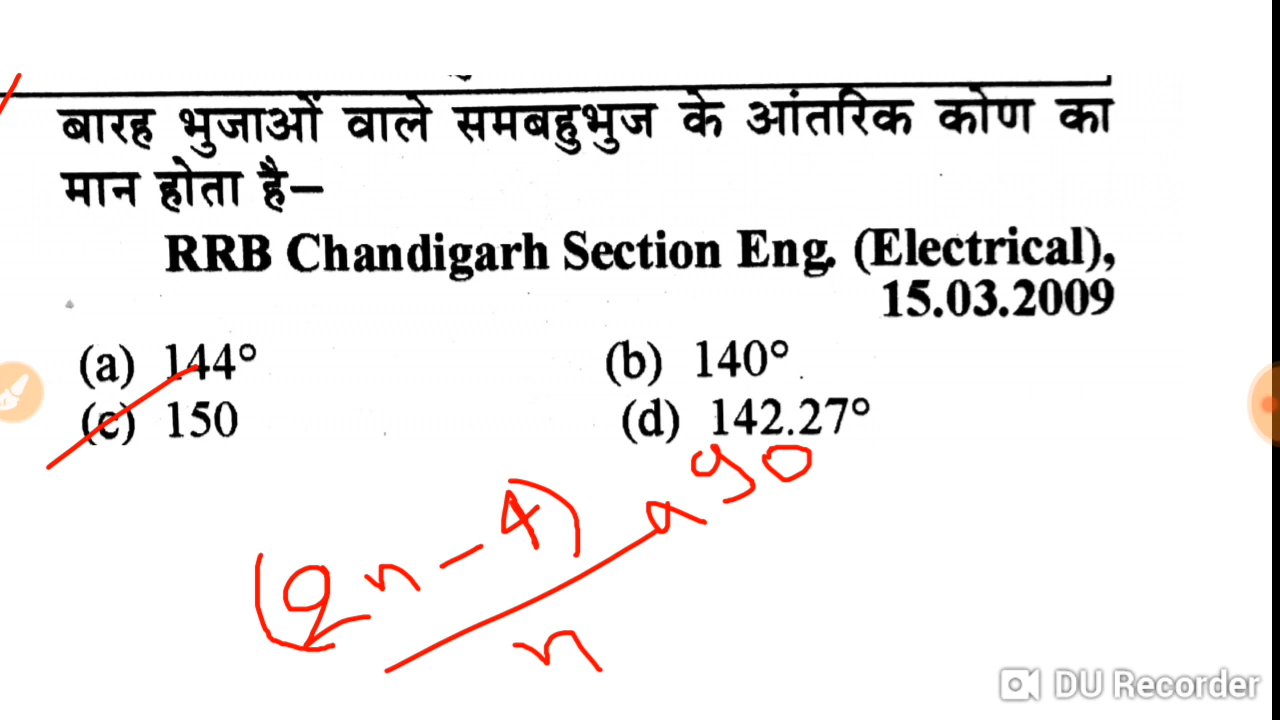 बारह भुजाओं वाले समबहुभुज के आंतरिक कोण का
मान होता है–
RRB Chandigarh Section Eng. (Electrical),
15.03.2009
(a) 144° (b) 140°
(c) 150 (d) 142.27°
(2n-4) × 90
n
DU Recorder